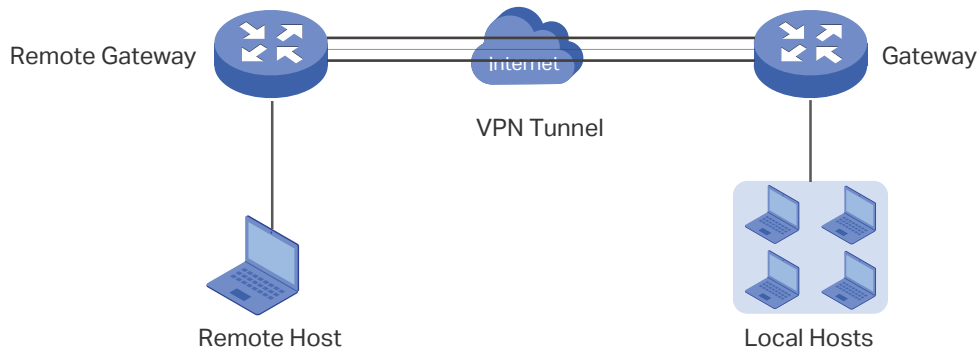 Remote Gateway
internet
Gateway
VPN Tunnel
Remote Host
Local Hosts